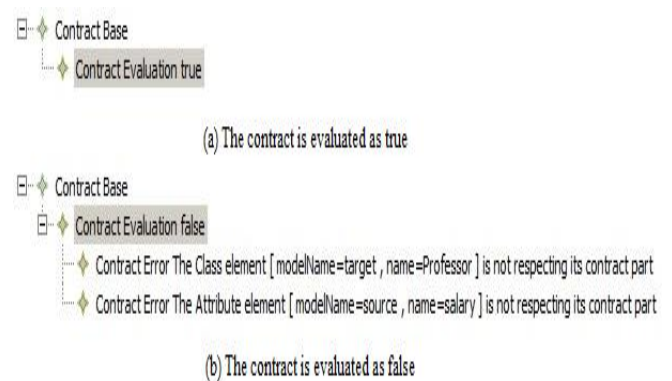 Contract Base
Contract Evaluation true
(a) The contract is evaluated as true
Contract Base
Contract Evaluation false
Contract Error The Class element [ modelName=target , name=Professor ] is not respecting its contract part
Contract Error The Attribute element [ modelName=source , name=salary ] is not respecting its contract part
(b) The contract is evaluated as false